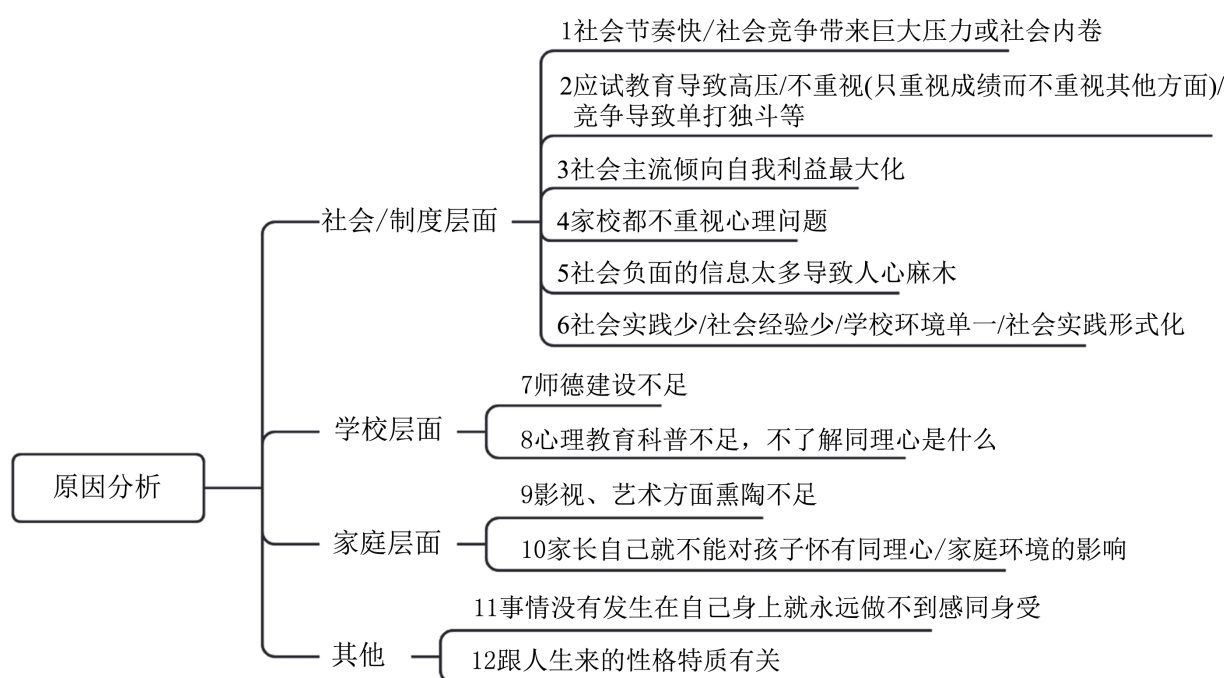 1社会节奏快/社会竞争带来巨大压力或社会内卷
2应试教育导致高压/不重视(只重视成绩而不重视其他方面)/
竞争导致单打独斗等
3社会主流倾向自我利益最大化
社会/制度层面
4家校都不重视心理问题
5社会负面的信息太多导致人心麻木
6社会实践少/社会经验少/学校环境单一/社会实践形式化
7师德建设不足
学校层面
8心理教育科普不足，不了解同理心是什么
原因分析
9影视、艺术方面熏陶不足
家庭层面
10家长自己就不能对孩子怀有同理心/家庭环境的影响
11事情没有发生在自己身上就永远做不到感同身受
其他
12跟人生来的性格特质有关